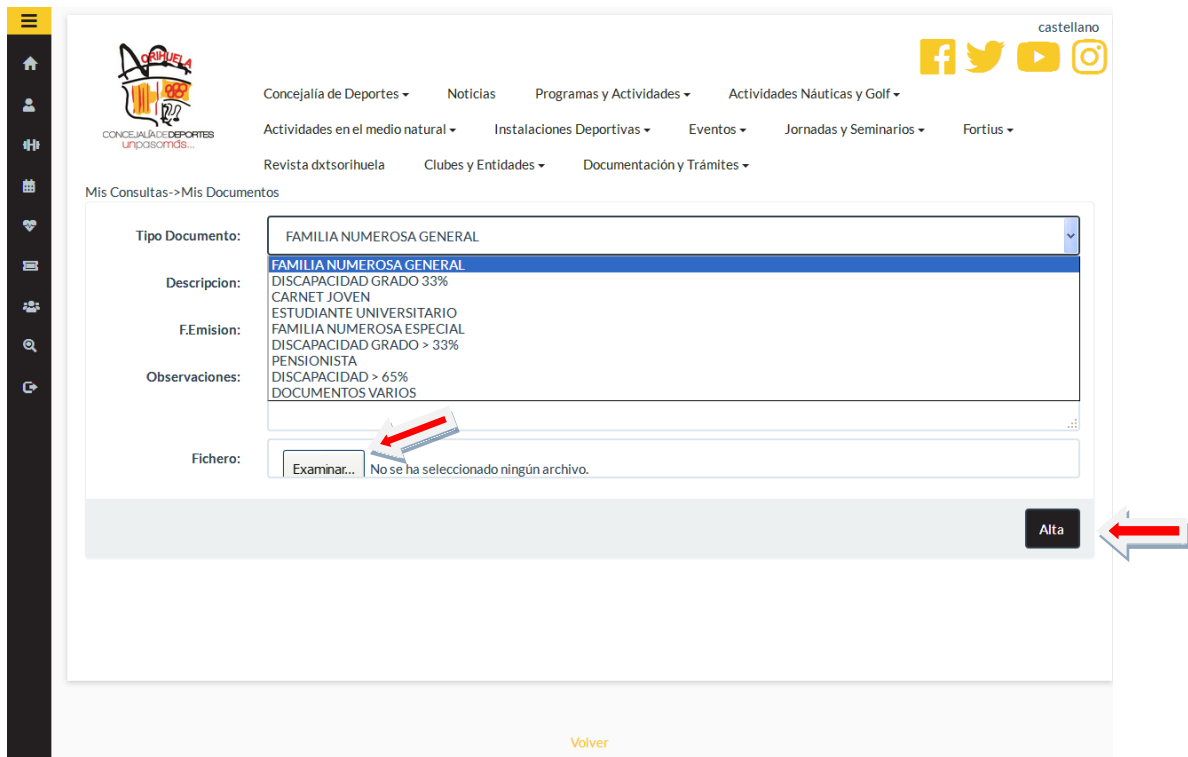 castellano
ORIHUELA
CONCEJALÍADEDEPORTES
unpasomás...
Concejalía de Deportes
Noticias
Programas y Actividades
Actividades Náuticas y Golf
Actividades en el medio natural
Instalaciones Deportivas
Eventos
Jornadas y Seminarios
Fortius
Revista dxtsorihuela
Clubes y Entidades
Documentación y Trámites
Mis Consultas->Mis Documentos
Tipo Documento:
FAMILIA NUMEROSA GENERAL
FAMILIA NUMEROSA GENERAL
DISCAPACIDAD GRADO 33%
CARNET JOVEN
ESTUDIANTE UNIVERSITARIO
FAMILIA NUMEROSA ESPECIAL
DISCAPACIDAD GRADO > 33%
PENSIONISTA
DISCAPACIDAD > 65%
DOCUMENTOS VARIOS
Descripcion:
F.Emision:
Observaciones:
Fichero:
Examinar... No se ha seleccionado ningún archivo.
Alta
Volver